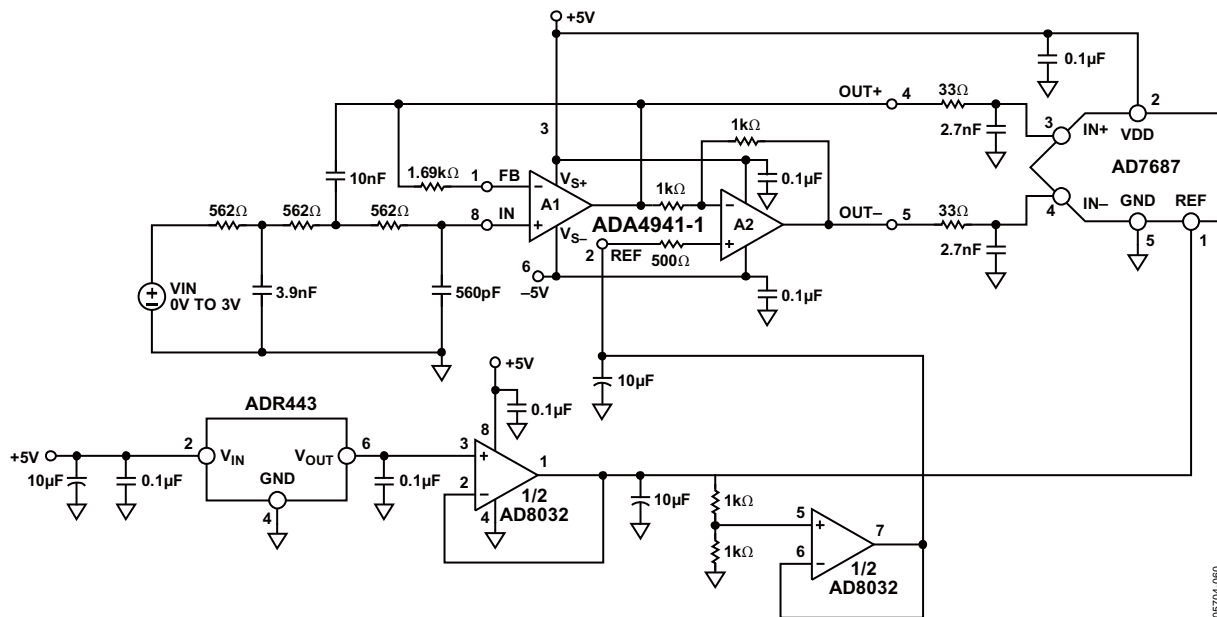 +5V
0.1µF
OUT+ 4 33Ω 2
3 1kΩ 2.7nF 3 IN+ VDD
10nF 1.69kΩ 1 FB VS+ 0.1µF AD7687
562Ω 562Ω 562Ω 8 IN A1 1kΩ A2 OUT– 5 33Ω 4 IN– GND REF
ADA4941-1
VS– 2 REF 500Ω 2.7nF 5 1
6 –5V
VIN 0V TO 3V
3.9nF 560pF 0.1µF
+5V 10µF
ADR443 8 0.1µF
+5V 2 VIN VOUT 6 3 1
10µF 0.1µF GND 0.1µF 2 10µF 1kΩ
4 4 1/2 AD8032 5 7
1kΩ 6
1/2 AD8032
05704-060